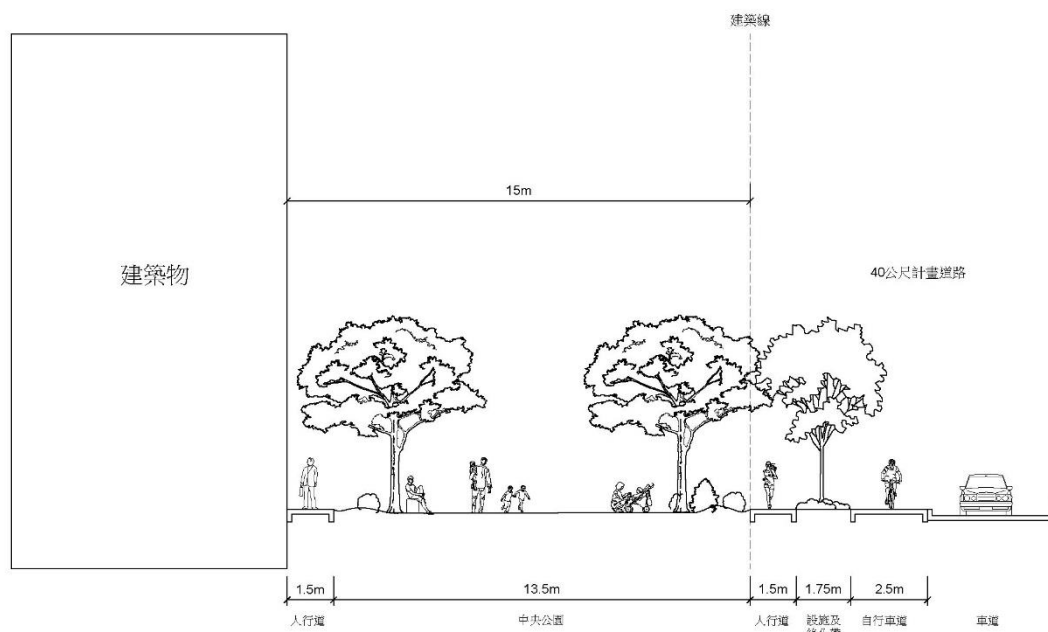 建築線
15m
建築物
40公尺計畫道路
1.5m
13.5m
1.5m
1.75m
2.5m
人行道
中央公園
人行道
設施及
自行車道
車道